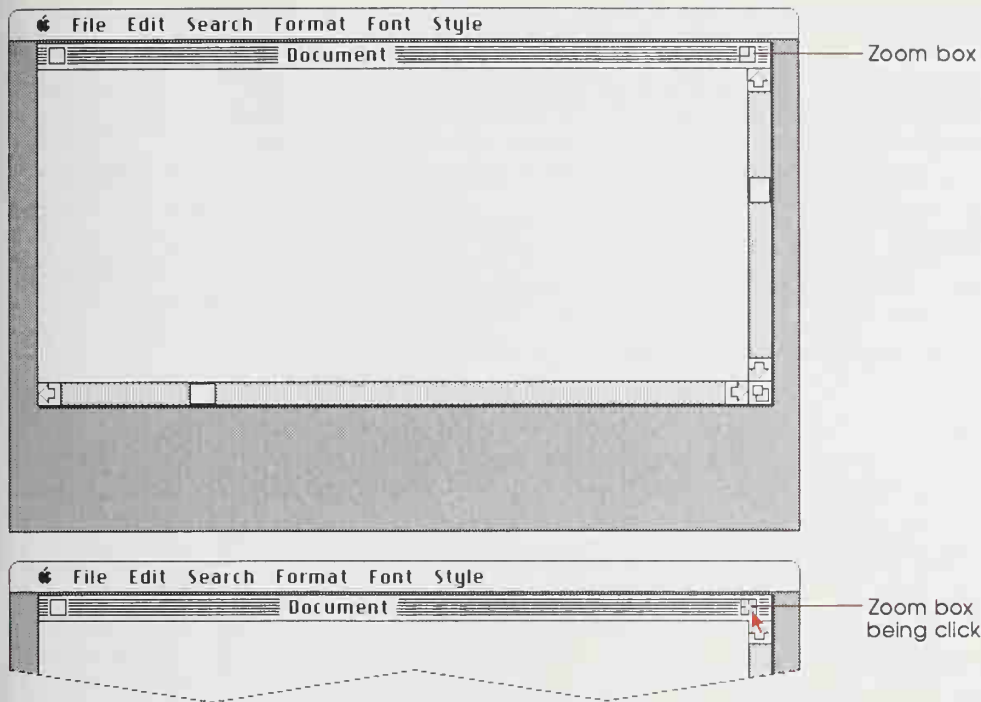 File Edit Search Format Font Style
Document
Zoom box
File Edit Search Format Font Style
Document
Zoom box
being click